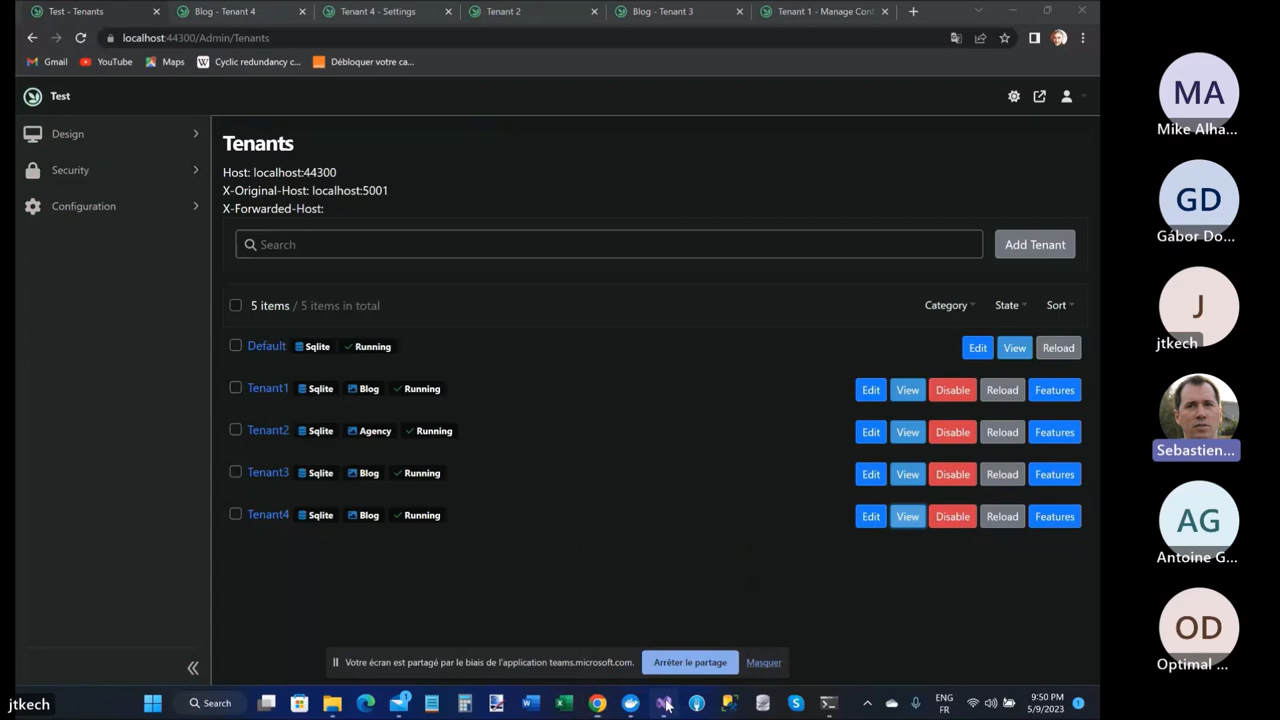 Test - Tenants
Blog - Tenant 4
Tenant 4 - Settings
Tenant 2
Blog - Tenant 3
Tenant 1 - Manage Cont
localhost:44300/Admin/Tenants
Gmail
YouTube
Maps
Cyclic redundancy c...
Débloquer votre ca...
Test
Design
Security
Configuration
Tenants
Host: localhost:44300
X-Original-Host: localhost:5001
X-Forwarded-Host:
Search
Add Tenant
5 items / 5 items in total
Category
State
Sort
Default Sqlite Running
Edit View Reload
Tenant1 Sqlite Blog Running
Edit View Disable Reload Features
Tenant2 Sqlite Agency Running
Edit View Disable Reload Features
Tenant3 Sqlite Blog Running
Edit View Disable Reload Features
Tenant4 Sqlite Blog Running
Edit View Disable Reload Features
Votre écran est partagé par le biais de l'application teams.microsoft.com.
Arrêter le partage
Masquer
jtkech
Search
ENG
FR
9:50 PM
5/9/2023
1
MA
Mike Alha...
GD
Gábor Do...
J
jtkech
Sebastien...
AG
Antoine G...
OD
Optimal ...